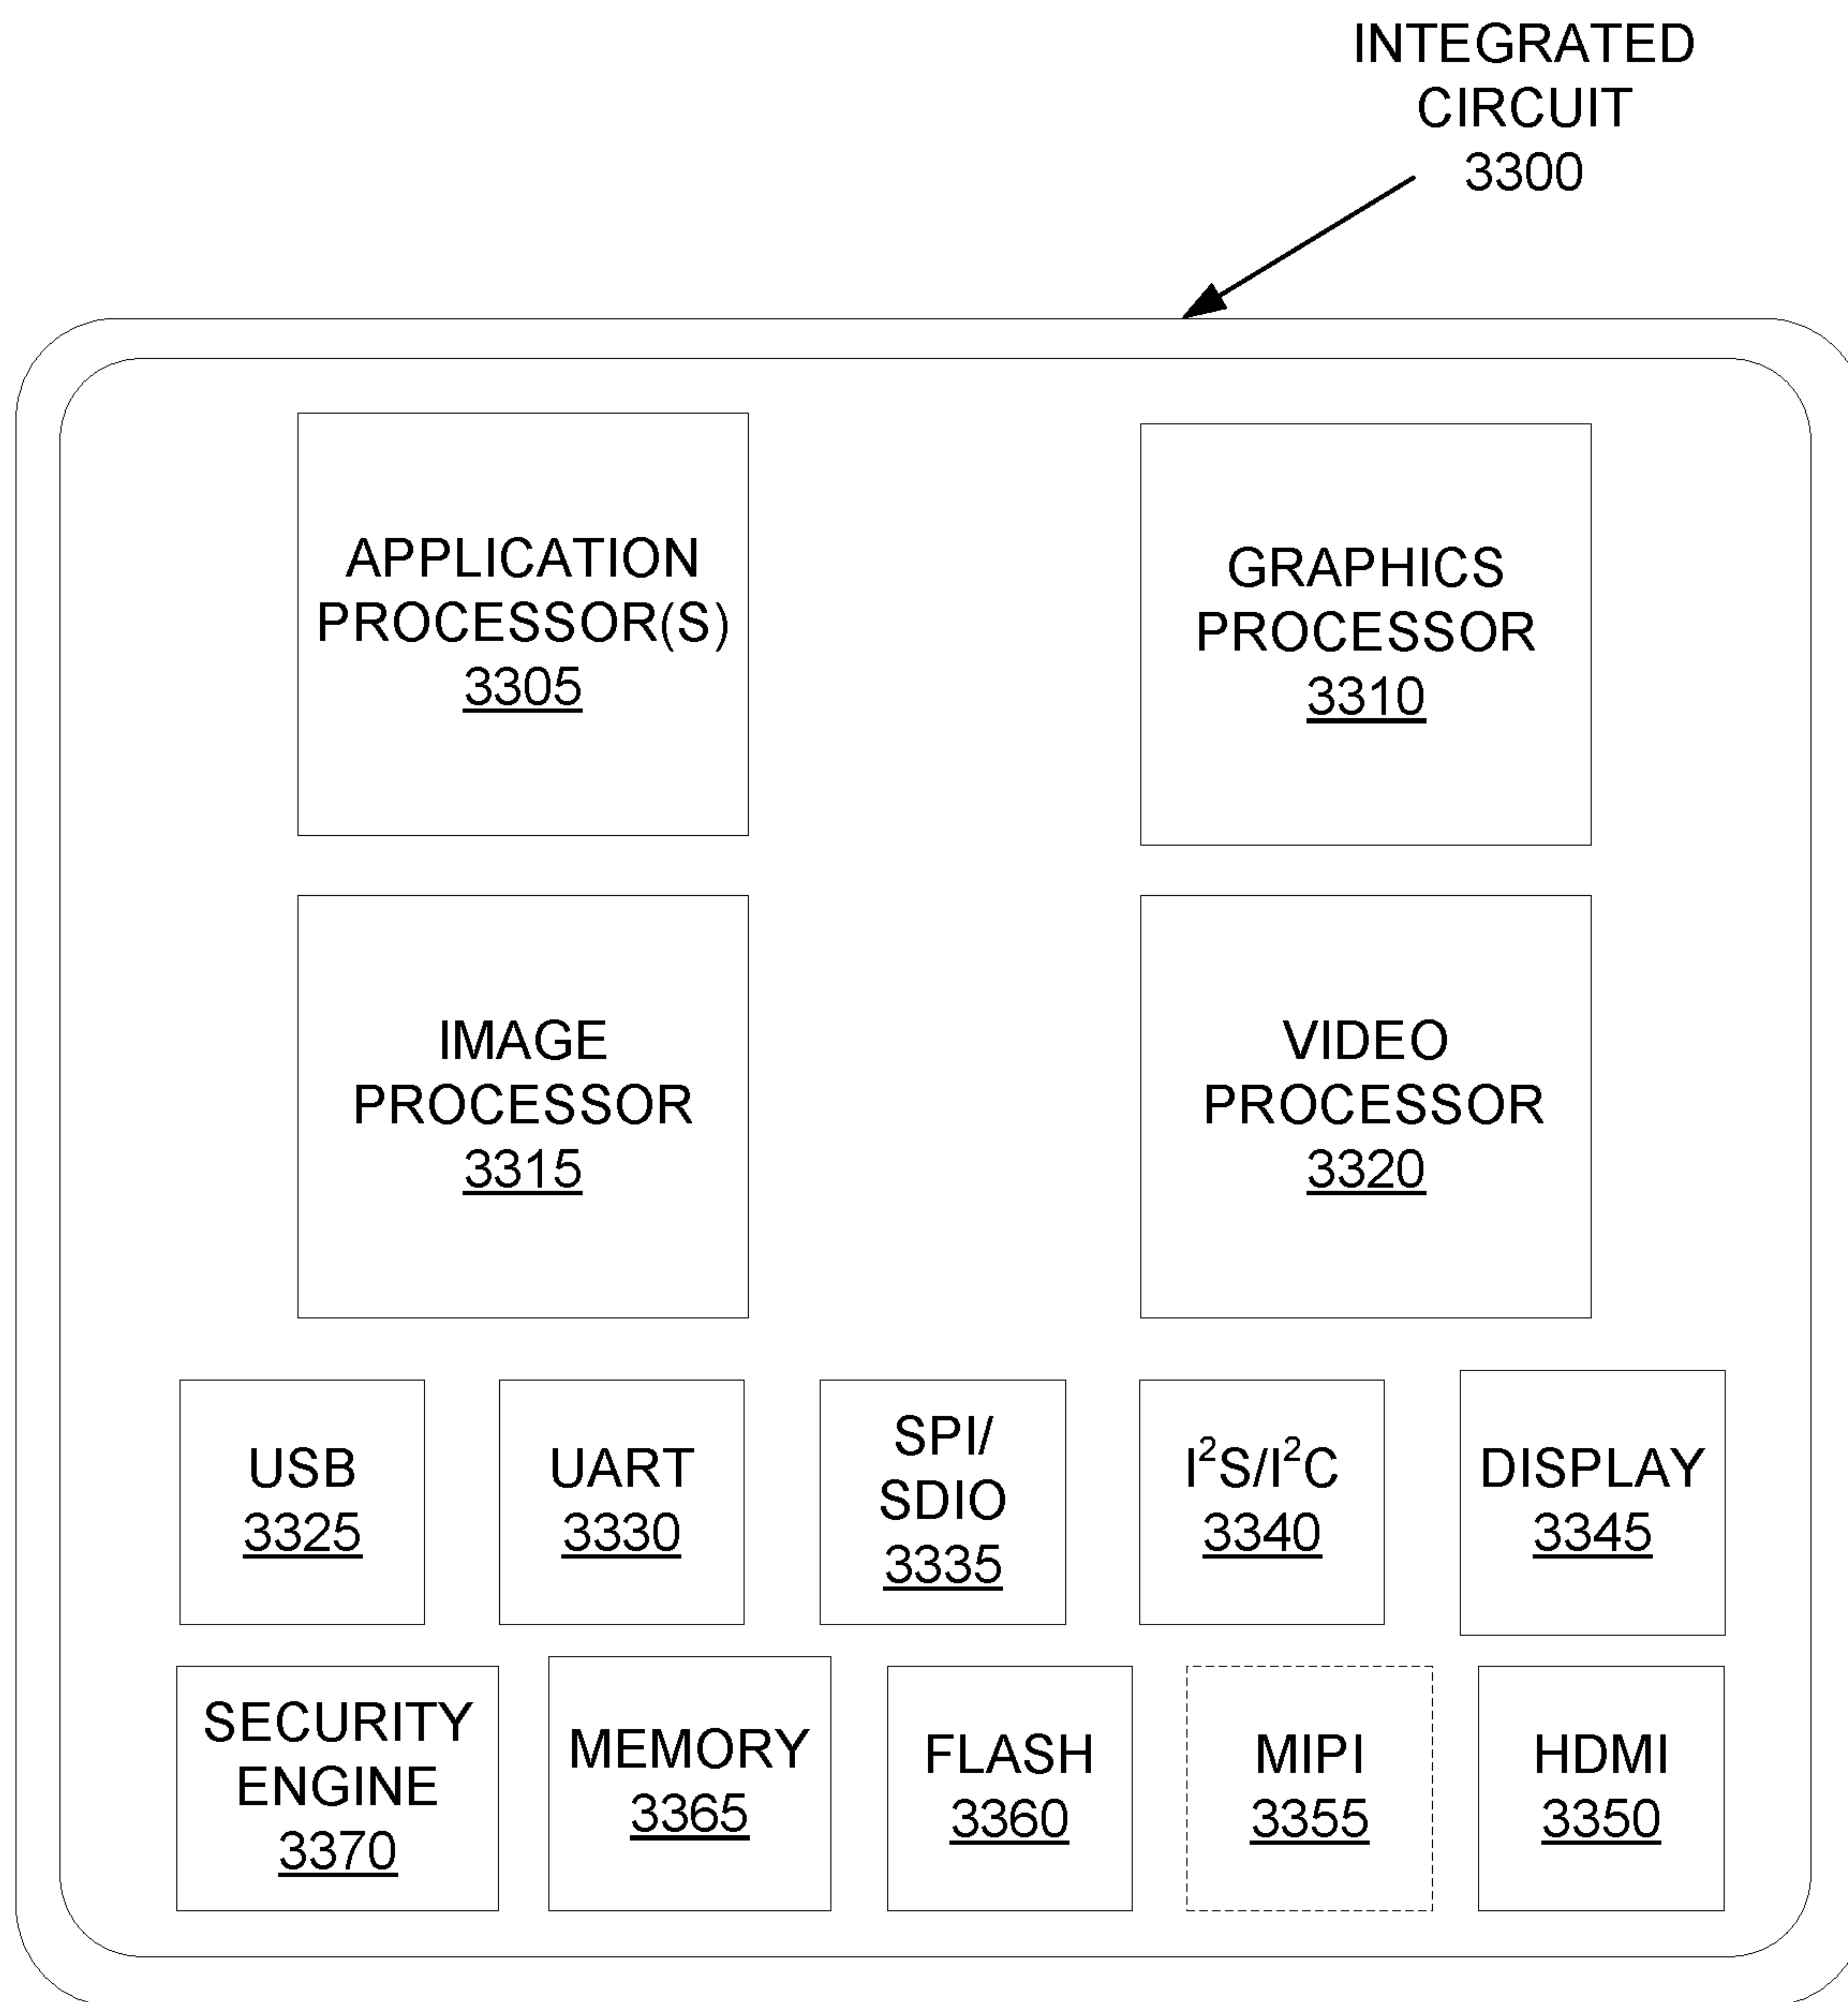 INTEGRATED
CIRCUIT
3300
APPLICATION
PROCESSOR(S)
3305
GRAPHICS
PROCESSOR
3310
IMAGE
PROCESSOR
3315
VIDEO
PROCESSOR
3320
USB
3325
UART
3330
SPI/
SDIO
3335
I²S/I²C
3340
DISPLAY
3345
SECURITY
ENGINE
3370
MEMORY
3365
FLASH
3360
MIPI
3355
HDMI
3350